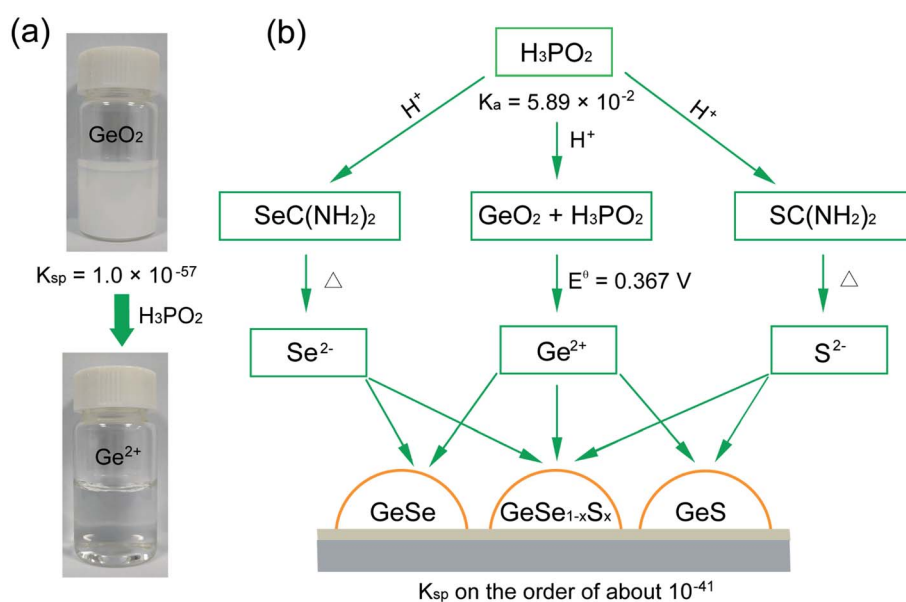 (a)
GeO₂
Kₛₚ = 1.0 × 10⁻⁵⁷
H₃PO₂
Ge²⁺
(b)
H₃PO₂
Kₐ = 5.89 × 10⁻²
H⁺
H⁺
H⁺
SeC(NH₂)₂
GeO₂ + H₃PO₂
SC(NH₂)₂
△
E^θ = 0.367 V
△
Se²⁻
Ge²⁺
S²⁻
GeSe
GeSe₁₋ₓSₓ
GeS
Kₛₚ on the order of about 10⁻⁴¹